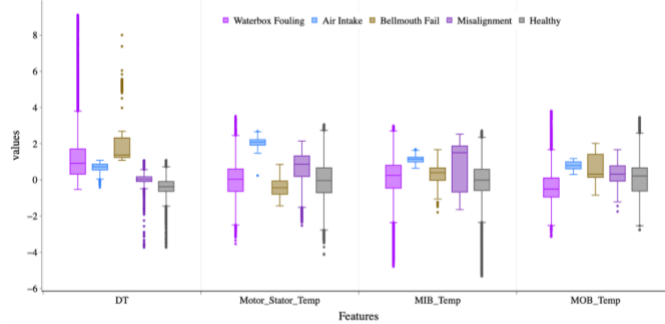 Waterbox Fouling Air Intake Bellmouth Fail Misalignment Healthy
8
6
4
2
0
−2
−4
−6
values
DT Motor_Stator_Temp MIB_Temp MOB_Temp
Features